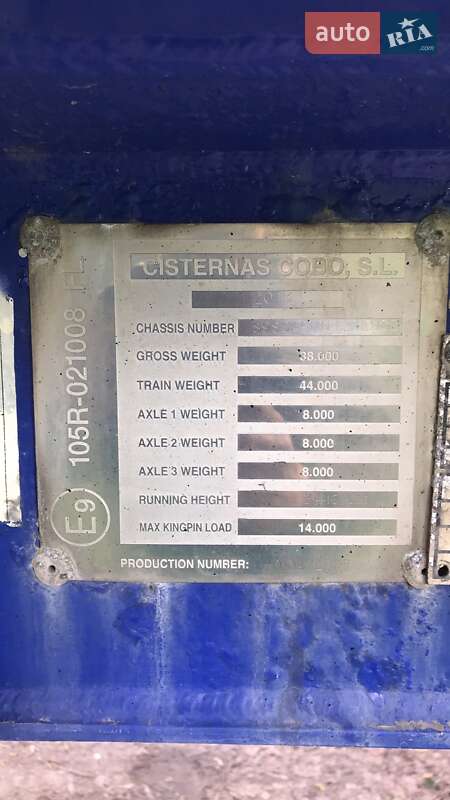 auto RIA .com
CISTERNAS COBO, S.L.
CHASSIS NUMBER
GROSS WEIGHT 38.000
TRAIN WEIGHT 44.000
AXLE 1 WEIGHT 8.000
AXLE 2 WEIGHT 8.000
AXLE 3 WEIGHT 8.000
RUNNING HEIGHT
MAX KINGPIN LOAD 14.000
PRODUCTION NUMBER:
E9 105R-021008 FL